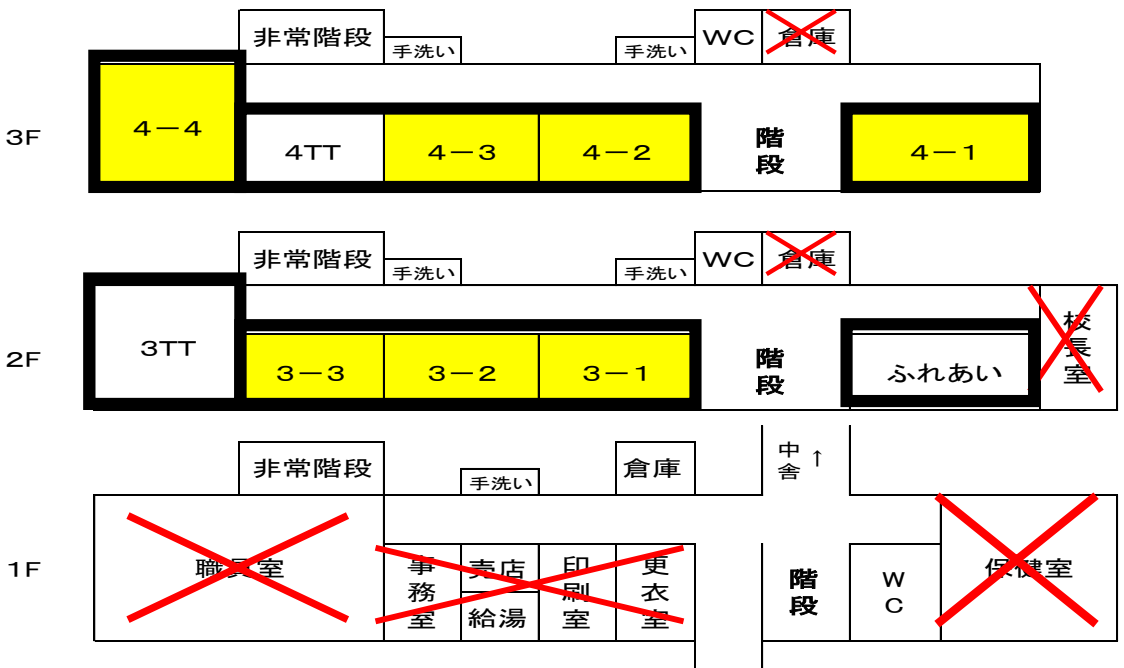 非常階段
手洗い
手洗い
WC
倉庫
3F
4－4
4TT
4－3
4－2
階段
4－1
非常階段
手洗い
手洗い
WC
倉庫
2F
3TT
3－3
3－2
3－1
階段
ふれあい
校長室
非常階段
手洗い
倉庫
中舎
↑
1F
職員室
事務室
売店
給湯
印刷室
更衣室
階段
WC
保健室